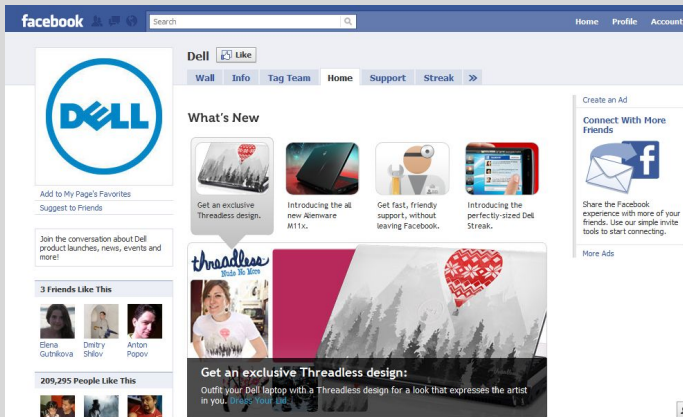 facebook
Search
Home Profile Account
DELL
Dell Like
Wall Info Tag Team Home Support Streak »
What's New
Get an exclusive
Threadless design.
Introducing the all
new Alienware
M11x.
Get fast, friendly
support, without
leaving Facebook.
Introducing the
perfectly-sized Dell
Streak.
threadless
Nude No More
Get an exclusive Threadless design:
Outfit your Dell laptop with a Threadless design for a look that expresses the artist
in you. Dress Your Lid.
Add to My Page's Favorites
Suggest to Friends
Join the conversation about Dell
product launches, news, events and
more!
3 Friends Like This
Elena
Gutnikova
Dmitry
Shilov
Anton
Popov
209,295 People Like This
Create an Ad
Connect With More
Friends
Share the Facebook
experience with more of your
friends. Use our simple invite
tools to start connecting.
More Ads